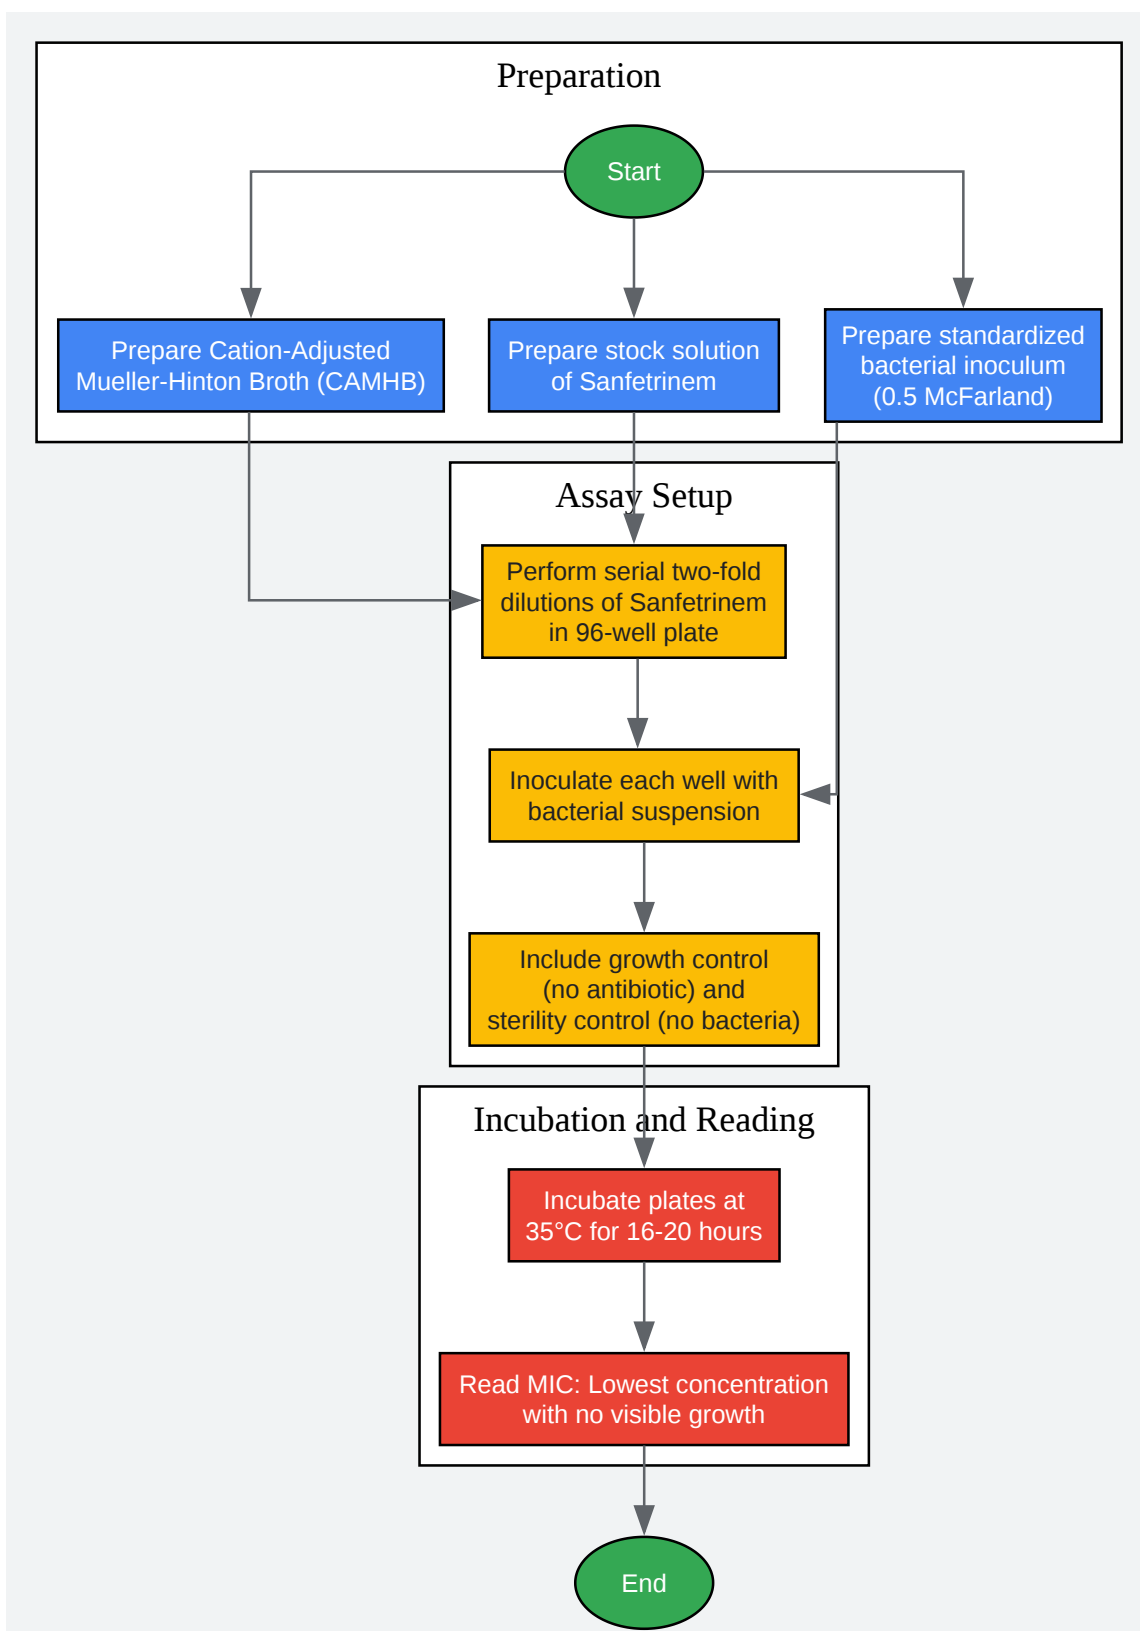 Preparation
Start
Prepare Cation-Adjusted
Mueller-Hinton Broth (CAMHB)
Prepare stock solution
of Sanfetrinem
Prepare standardized
bacterial inoculum
(0.5 McFarland)
Assay Setup
Perform serial two-fold
dilutions of Sanfetrinem
in 96-well plate
Inoculate each well with
bacterial suspension
Include growth control
(no antibiotic) and
sterility control (no bacteria)
Incubation and Reading
Incubate plates at
35°C for 16-20 hours
Read MIC: Lowest concentration
with no visible growth
End